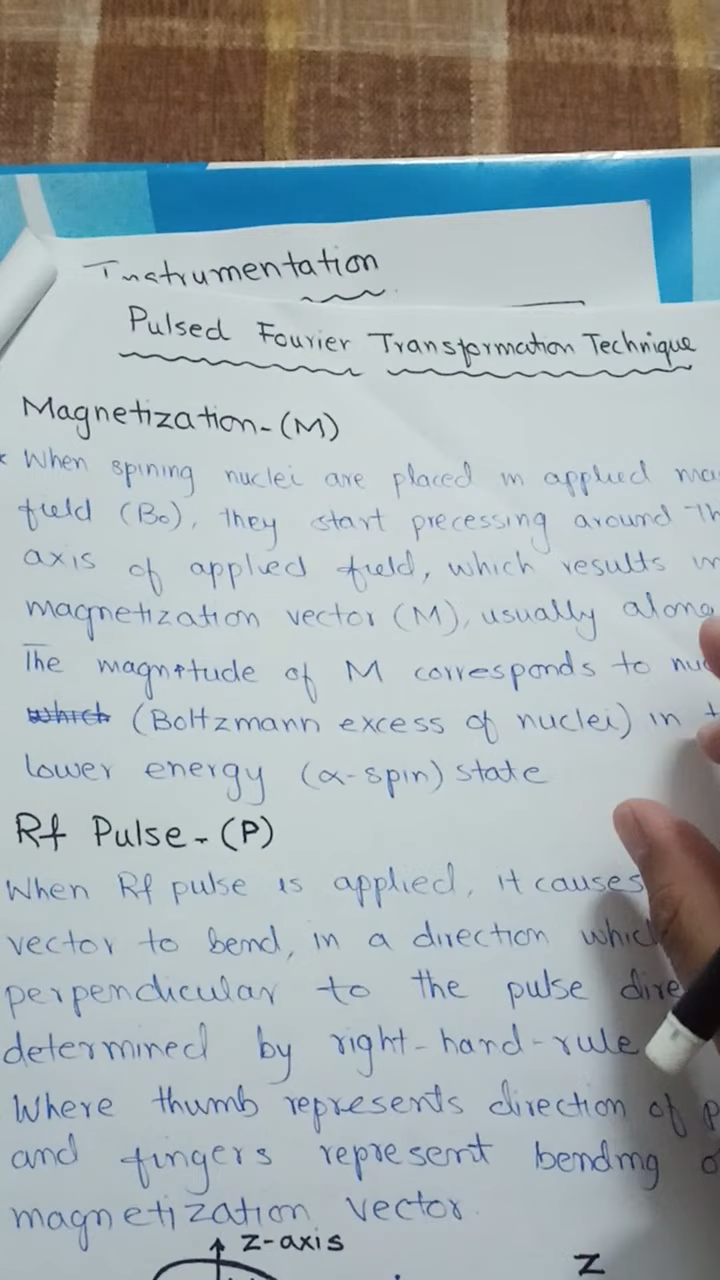 Instrumentation
Pulsed Fourier Transformation Technique
Magnetization-(M)
* When spining nuclei are placed in applied
field (Bo), they start precessing around
axis of applied field, which results in
magnetization vector (M), usually along
The magnitude of M corresponds to
which (Boltzmann excess of nuclei) in
lower energy (α-spin) state
Rf Pulse-(P)
When Rf pulse is applied, it causes
vector to bend, in a direction
perpendicular to the pulse
determined by right-hand-rule
Where thumb represents direction of
and fingers represent bending
magnetization vector.
z-axis
Z